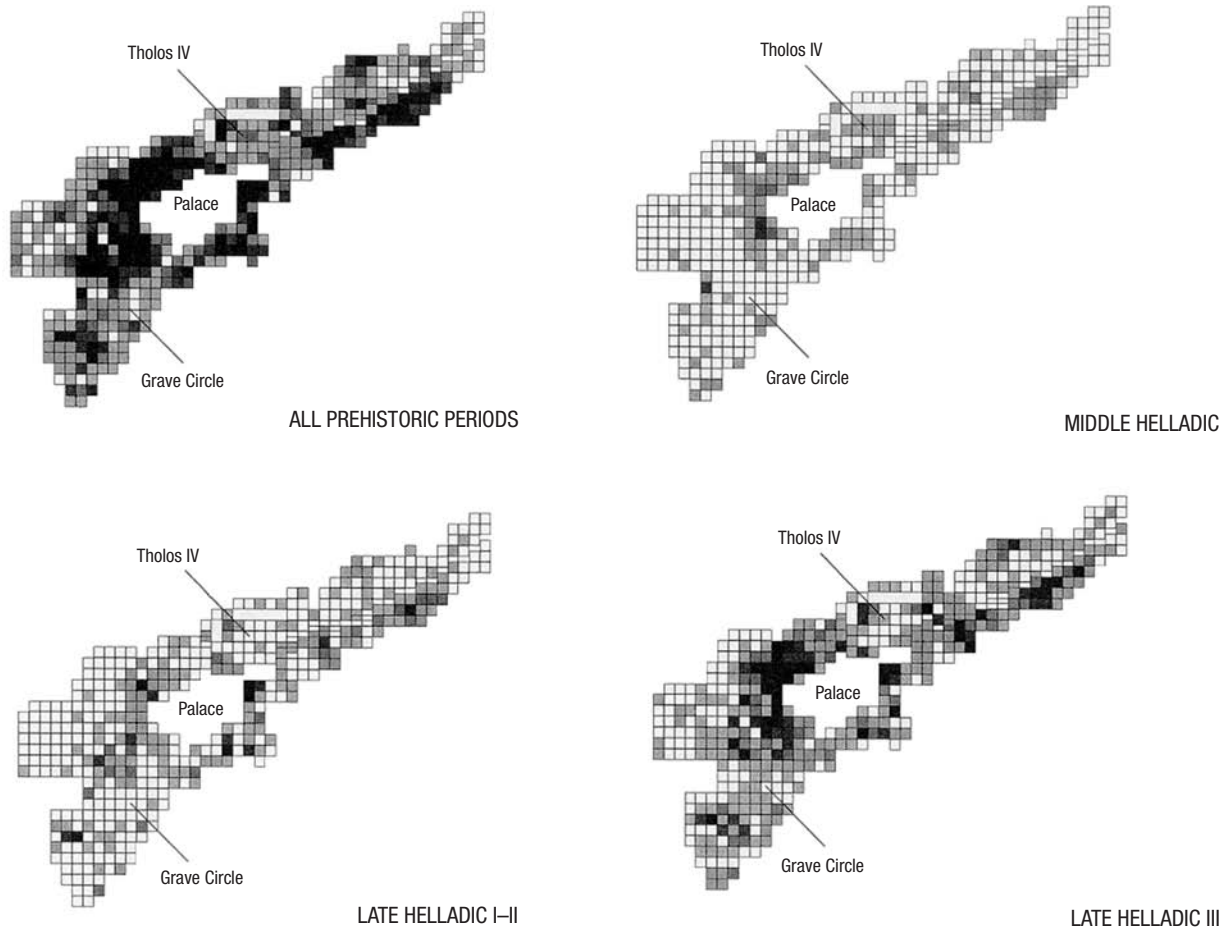 Tholos IV
Palace
Grave Circle
ALL PREHISTORIC PERIODS
Tholos IV
Palace
Grave Circle
MIDDLE HELLADIC
Tholos IV
Palace
Grave Circle
LATE HELLADIC I–II
Tholos IV
Palace
Grave Circle
LATE HELLADIC III